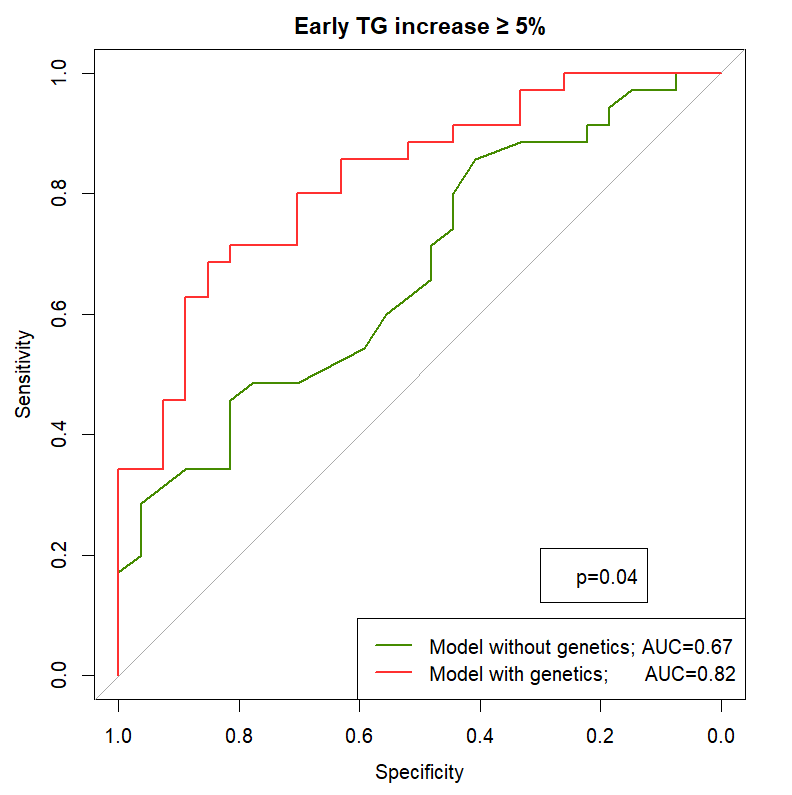 Early TG increase ≥ 5%
Sensitivity
1.0
0.8
0.6
0.4
0.2
0.0
p=0.04
Model without genetics; AUC=0.67
Model with genetics; AUC=0.82
1.0 0.8 0.6 0.4 0.2 0.0
Specificity